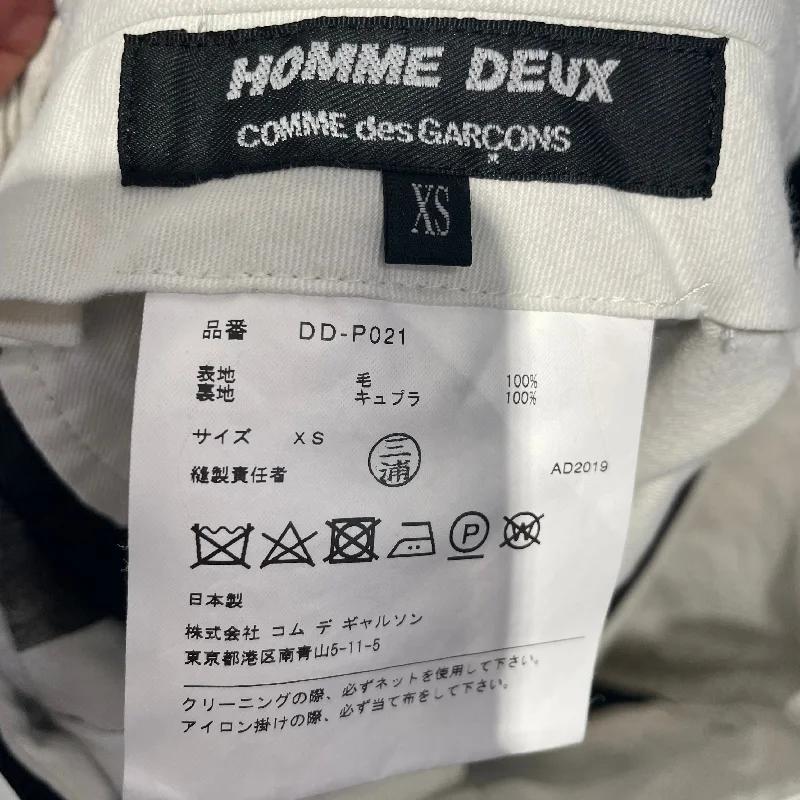 HOMME DEUX
COMME des GARÇONS
XS
品番 DD-P021
表地 毛 100%
裏地 キュプラ 100%
サイズ XS
三浦
縫製責任者 AD2019
P W
日本製
株式会社 コム デ ギャルソン
東京都港区南青山5-11-5
クリーニングの際、必ずネットを使用して下さい。
アイロン掛けの際、必ず当て布をして下さい。